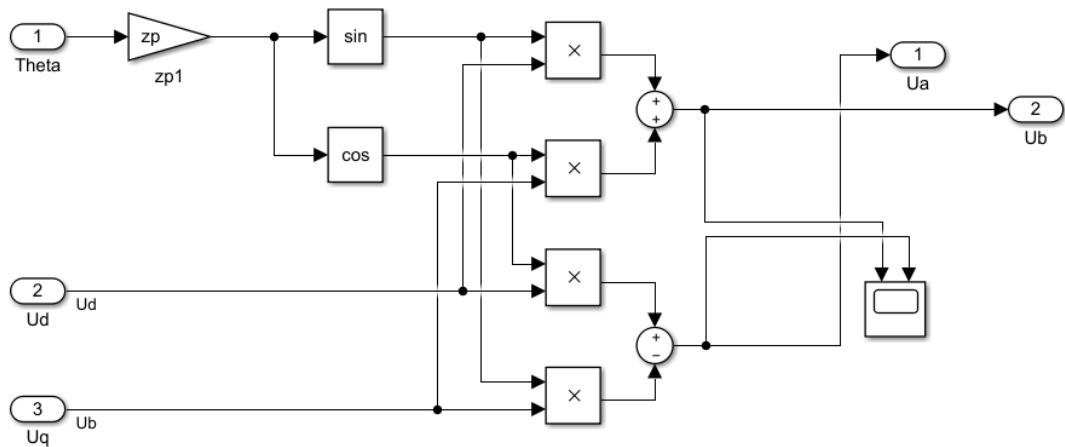 1
Theta
zp
zp1
sin
×
+
+
1
Ua
2
Ub
cos
×
2
Ud
Ud
×
+
−
3
Uq
Ub
×